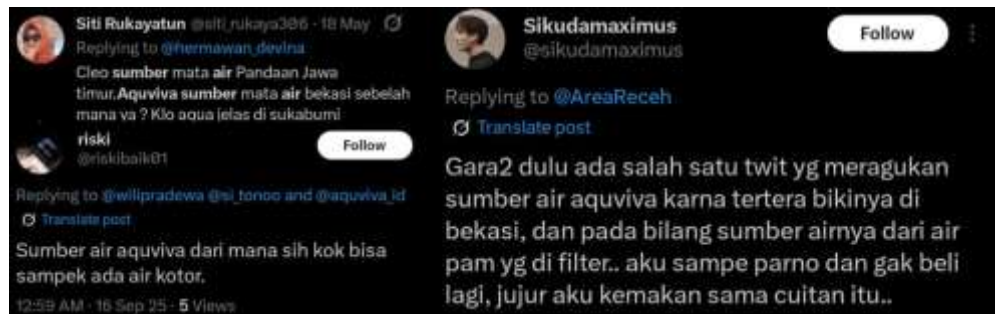 Siti Rukayatun @siti_rukaya306 · 18 May
Replying to @hermawan_devina
Cleo sumber mata air Pandaan Jawa
timur.Aquviva sumber mata air bekasi sebelah
mana ya ? Klo aqua jelas di sukabumi
riski
@riskibaik01
Follow
Replying to @willipradewa @si_tonoo and @aquviva_id
Translate post
Sumber air aquviva dari mana sih kok bisa
sampek ada air kotor.
12:59 AM · 16 Sep 25 · 5 Views
Sikudamaximus
@sikudamaximus
Follow
Replying to @AreaReceh
Translate post
Gara2 dulu ada salah satu twit yg meragukan
sumber air aquviva karna tertera bikinya di
bekasi, dan pada bilang sumber airnya dari air
pam yg di filter.. aku sampe parno dan gak beli
lagi, jujur aku kemakan sama cuitan itu..